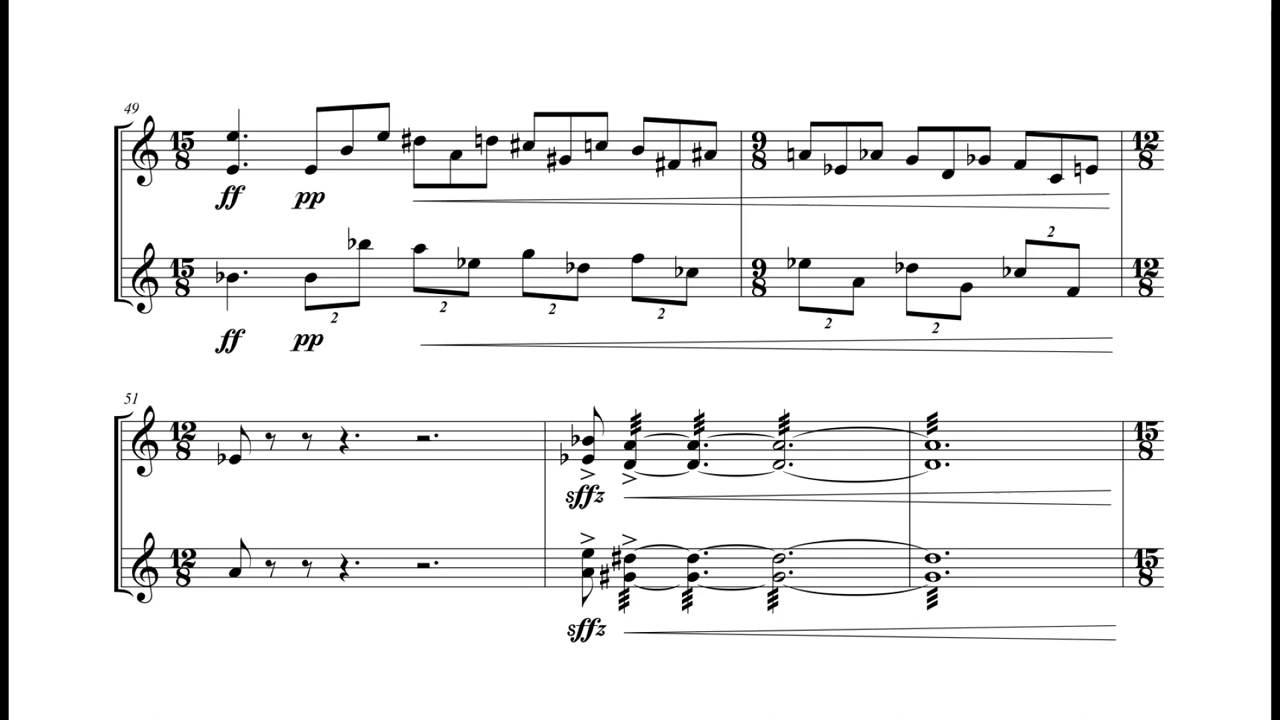 49
15 9 12
8 8 8
ff pp
2
15 9 12
8 8 8
2 2 2 2 2 2
ff pp
51
12 15
8 8
sffz
12 15
8 8
sffz